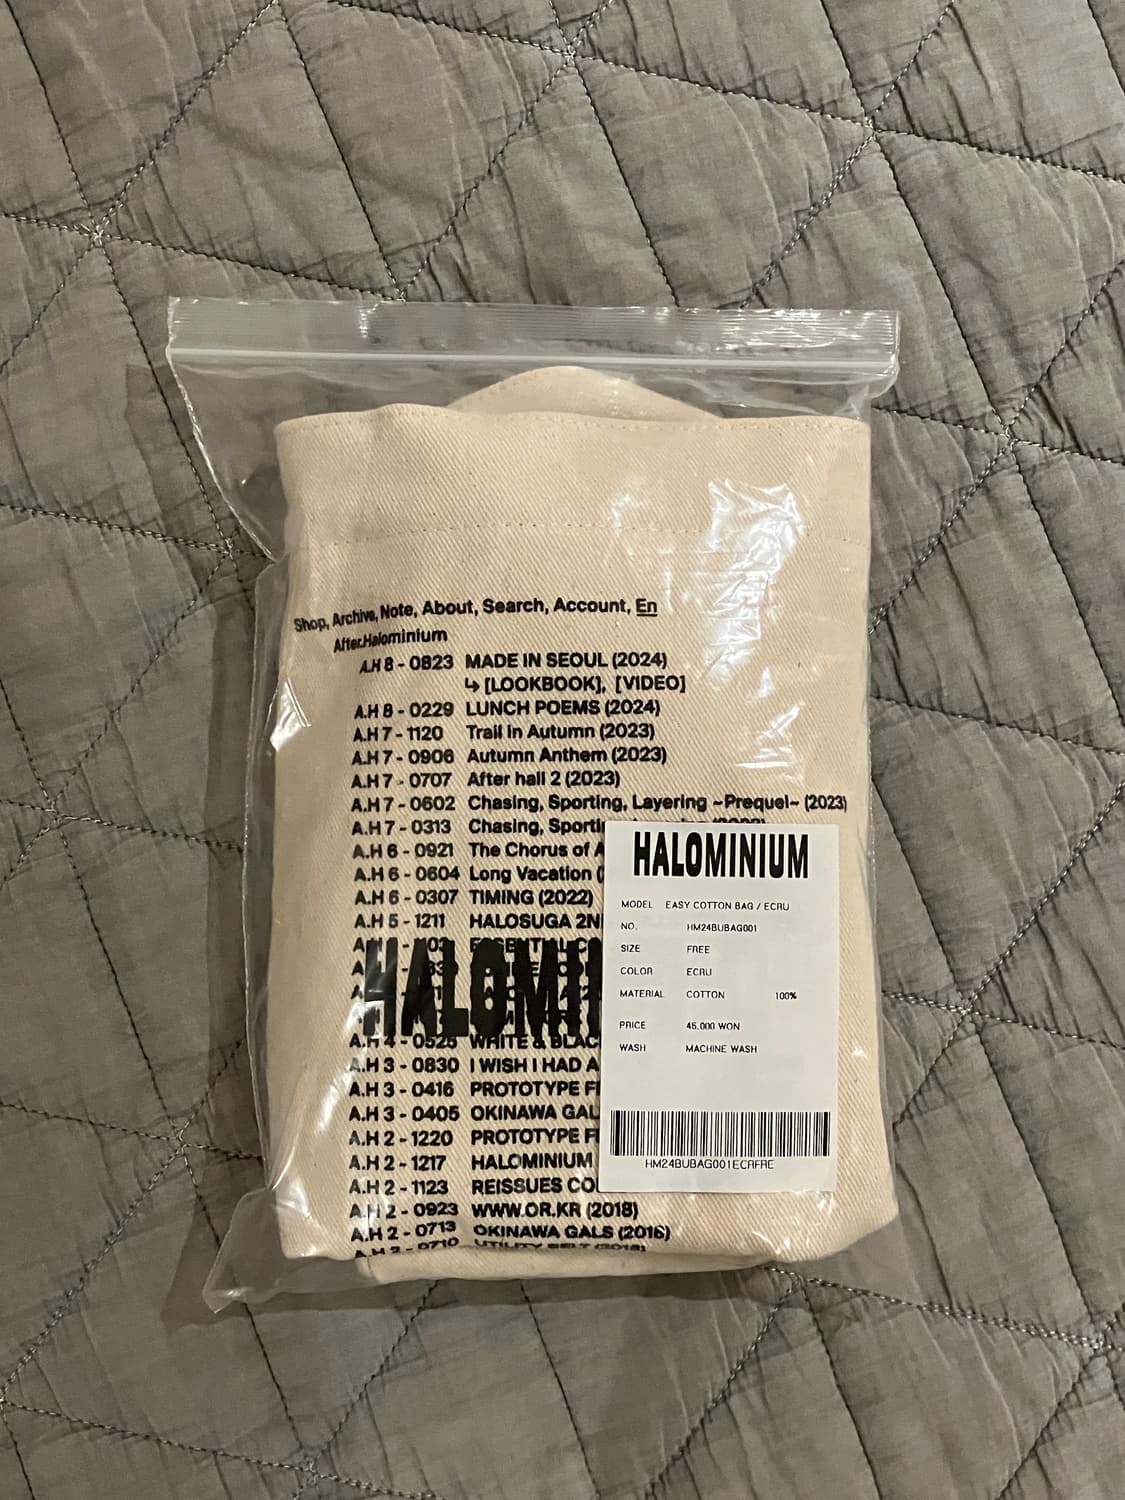 Shop, Archive, Note, About, Search, Account, En
After.Halominium
A.H 8 - 0823 MADE IN SEOUL (2024)
↳ [LOOKBOOK], [VIDEO]
A.H 8 - 0229 LUNCH POEMS (2024)
A.H 7 - 1120 Trail In Autumn (2023)
A.H 7 - 0906 Autumn Anthem (2023)
A.H 7 - 0707 After hall 2 (2023)
A.H 7 - 0602 Chasing, Sporting, Layering ~Prequel~ (2023)
A.H 7 - 0313 Chasing,
A.H 6 - 0921 The Chorus of
A.H 6 - 0604 Long Vacation
A.H 6 - 0307 TIMING (2022)
A.H 5 - 1211 HALOSUGA
HALOMI
A.H 4 - 0525 WHITE &
A.H 3 - 0830 I WISH I HAD A
A.H 3 - 0416 PROTOTYPE
A.H 3 - 0405 OKINAWA
A.H 2 - 1220 PROTOTYPE
A.H 2 - 1217 HALOMINIUM
A.H 2 - 1123 REISSUES
A.H 2 - 0923 WWW.OR.KR (2018)
A.H 2 - 0713 OKINAWA GALS (2016)
A.H 2 - 0710 UTILITY BELT
HALOMINIUM
MODEL EASY COTTON BAG / ECRU
NO. HM24BUBAG001
SIZE FREE
COLOR ECRU
MATERIAL COTTON 100%
PRICE 45,000 WON
WASH MACHINE WASH
HM24BUBAG001ECRFRE